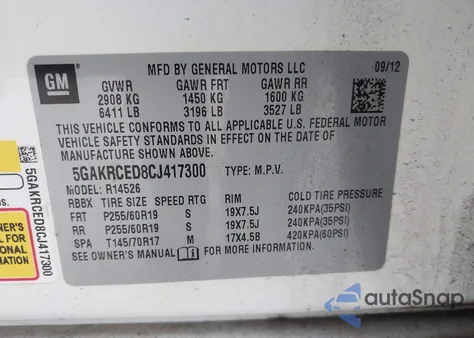 GM
MFD BY GENERAL MOTORS LLC 09/12
GVWR GAWR FRT GAWR RR
2908 KG 1450 KG 1600 KG
6411 LB 3196 LB 3527 LB
THIS VEHICLE CONFORMS TO ALL APPLICABLE U.S. FEDERAL MOTOR
VEHICLE SAFETY STANDARDS IN EFFECT ON THE DATE OF
MANUFACTURE SHOWN ABOVE.
5GAKRCED8CJ417300 TYPE: M.P.V.
MODEL: R14526
RBBX TIRE SIZE SPEED RTG RIM COLD TIRE PRESSURE
FRT P255/60R19 S 19X7.5J 240KPA(35PSI)
RR P255/60R19 S 19X7.5J 240KPA(35PSI)
SPA T145/70R17 M 17X4.5B 420KPA(60PSI)
SEE OWNER'S MANUAL FOR ADDITIONAL INFORMATION
5GAKRCED8CJ417300
FOR
ONAL
OWNER'S
autoSnap